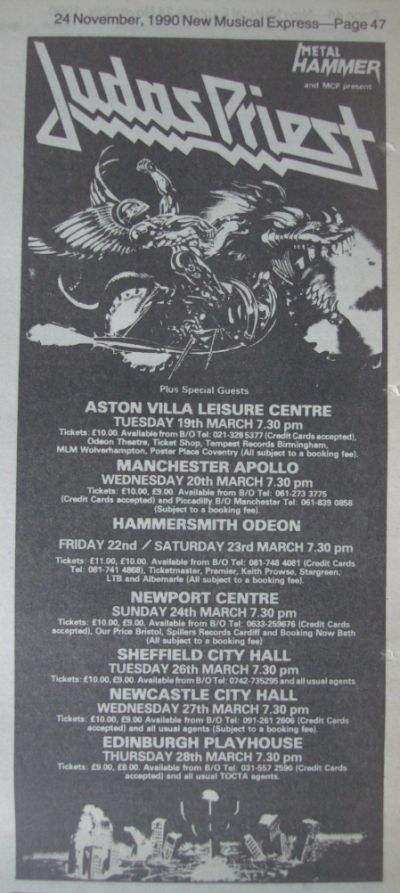 24 November, 1990 New Musical Express—Page 47
METAL
HAMMER
and MCP present
Judas Priest
Plus Special Guests
ASTON VILLA LEISURE CENTRE
TUESDAY 19th MARCH 7.30 pm
Tickets: £10.00. Available from B/O Tel: 021-328 5377 (Credit Cards accepted),
Odeon Theatre, Ticket Shop, Tempest Records Birmingham,
MLM Wolverhampton, Poster Place Coventry (All subject to a booking fee).
MANCHESTER APOLLO
WEDNESDAY 20th MARCH 7.30 pm
Tickets: £10.00, £9.00. Available from B/O Tel: 061-273 3775
(Credit Cards accepted) and Piccadilly B/O Manchester Tel: 061-839 0858
(Subject to a booking fee).
HAMMERSMITH ODEON
FRIDAY 22nd / SATURDAY 23rd MARCH 7.30 pm
Tickets: £11.00, £10.00. Available from B/O Tel: 081-748 4081 (Credit Cards
Tel: 081-741 4868), Ticketmaster, Premier, Keith Prowse, Stargreen,
LTB and Albemarle (All subject to a booking fee).
NEWPORT CENTRE
SUNDAY 24th MARCH 7.30 pm
Tickets: £10.00, £9.00. Available from B/O Tel: 0633-259676 (Credit Cards
accepted), Our Price Bristol, Spillers Records Cardiff and Booking Now Bath
(All subject to a booking fee)
SHEFFIELD CITY HALL
TUESDAY 26th MARCH 7.30 pm
Tickets: £10.00, £9.00. Available from B/O Tel: 0742-735295 and all usual agents
NEWCASTLE CITY HALL
WEDNESDAY 27th MARCH 7.30 pm
Tickets: £10.00, £9.00 Available from B/O Tel: 091-261 2606 (Credit Cards
accepted) and all usual agents (Subject to a booking fee).
EDINBURGH PLAYHOUSE
THURSDAY 28th MARCH 7.30 pm
Tickets: £9.00, £8.00. Available from B/O Tel: 031-557 2590 (Credit Cards
accepted) and all usual TOCTA agents.